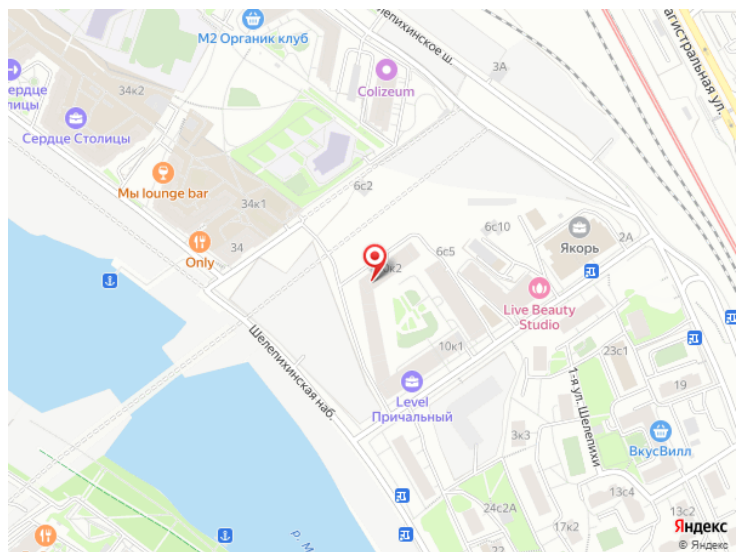 М2 Органик клуб
Шелепихинское ш.
Магистральная ул.
3А
Colizeum
34к2
Сердце Столицы
Мы lounge bar
6с2
34к1
6с10
Якорь
2А
34
6с5
Only
10к2
Live Beauty
Studio
Шелепихинская наб.
10к1
Level
Причальный
23с1
19
1-я ул. Шелепихи
3к3
ВкусВилл
24с2А
13с4
17к2
13с2
22
Яндекс
© Яндекс